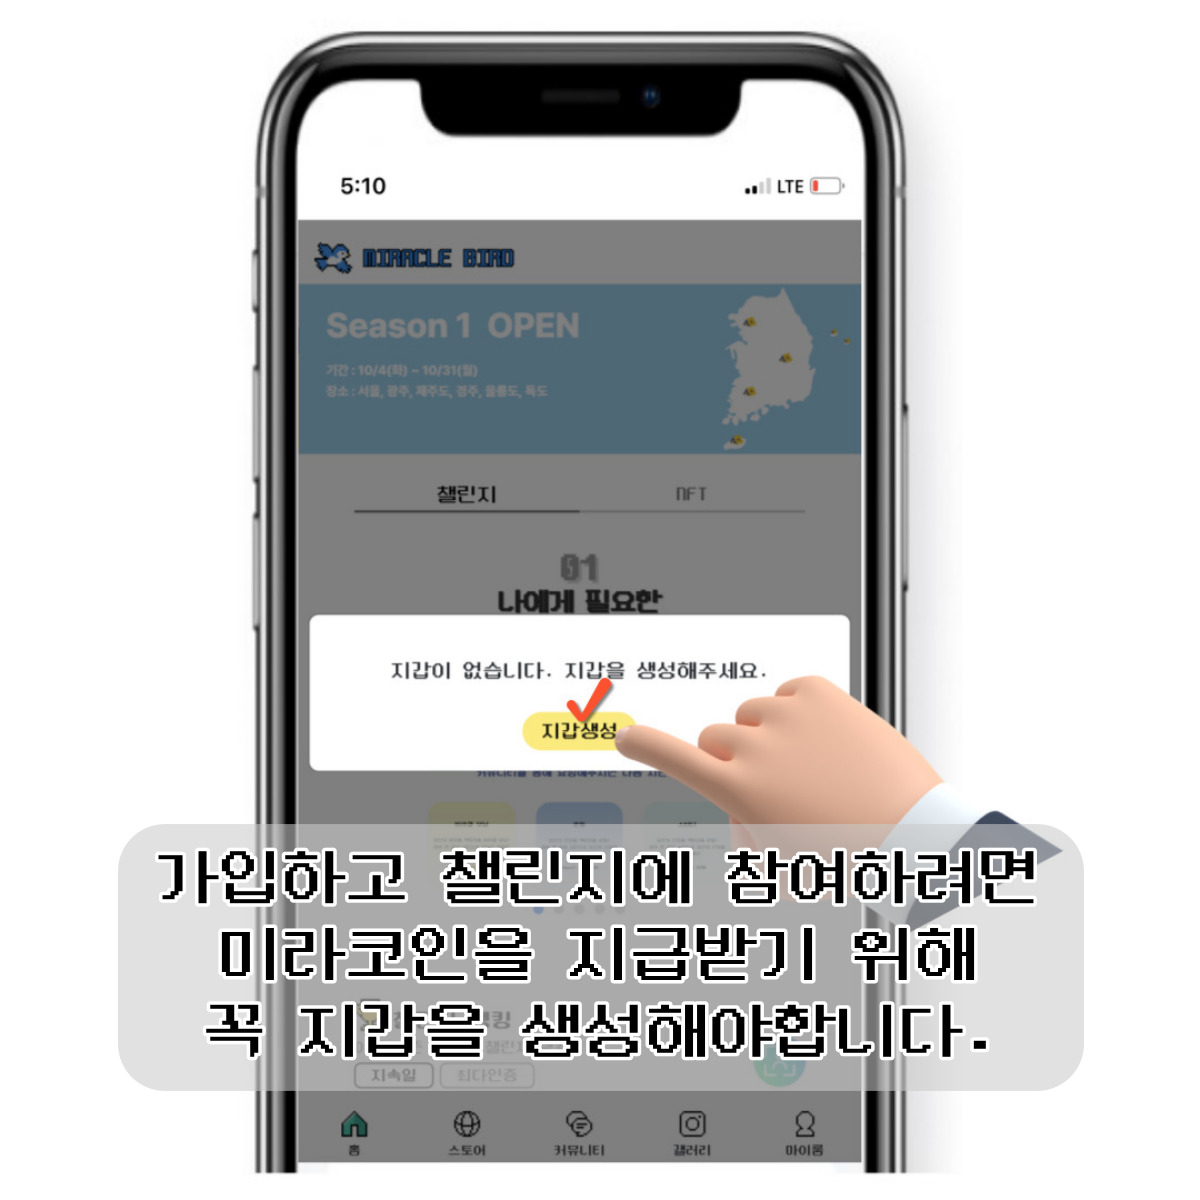 5:10
LTE
MIRACLE BIRD
Season 1 OPEN
기간 : 10/4(화) ~ 10/31(월)
장소 : 서울, 광주, 제주도, 경주, 울릉도, 독도
챌린지
NFT
01
나에게 필요한
지갑이 없습니다. 지갑을 생성해주세요.
지갑생성
가입하고 챌린지에 참여하려면
미라코인을 지급받기 위해
꼭 지갑을 생성해야합니다.
지속일
최다인증
홈
스토어
커뮤니티
갤러리
마이룸